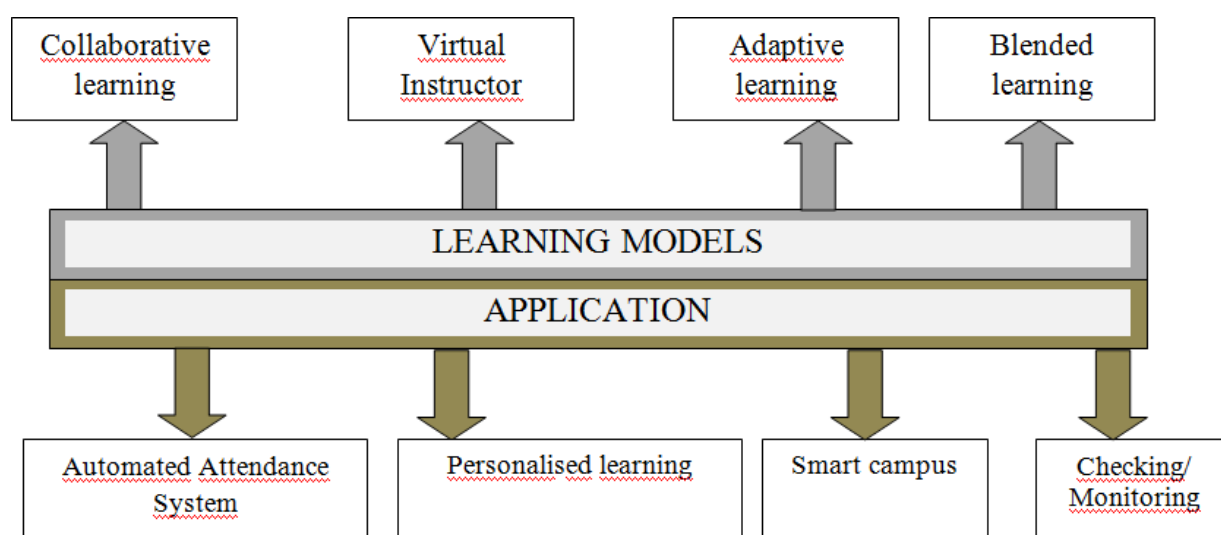 Collaborative
learning
Virtual
Instructor
Adaptive
learning
Blended
learning
LEARNING MODELS
APPLICATION
Automated Attendance
System
Personalised learning
Smart campus
Checking/
Monitoring